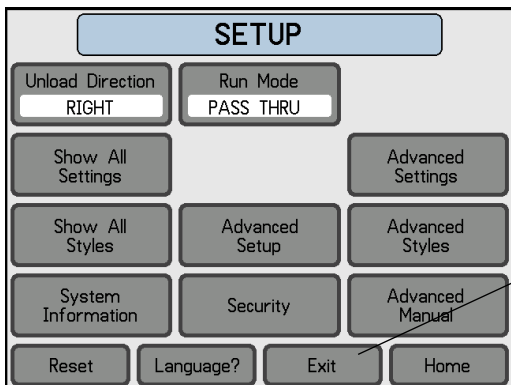 SETUP
Unload Direction
RIGHT
Run Mode
PASS THRU
Show All
Settings
Advanced
Settings
Show All
Styles
Advanced
Setup
Advanced
Styles
System
Information
Security
Advanced
Manual
Reset
Language?
Exit
Home